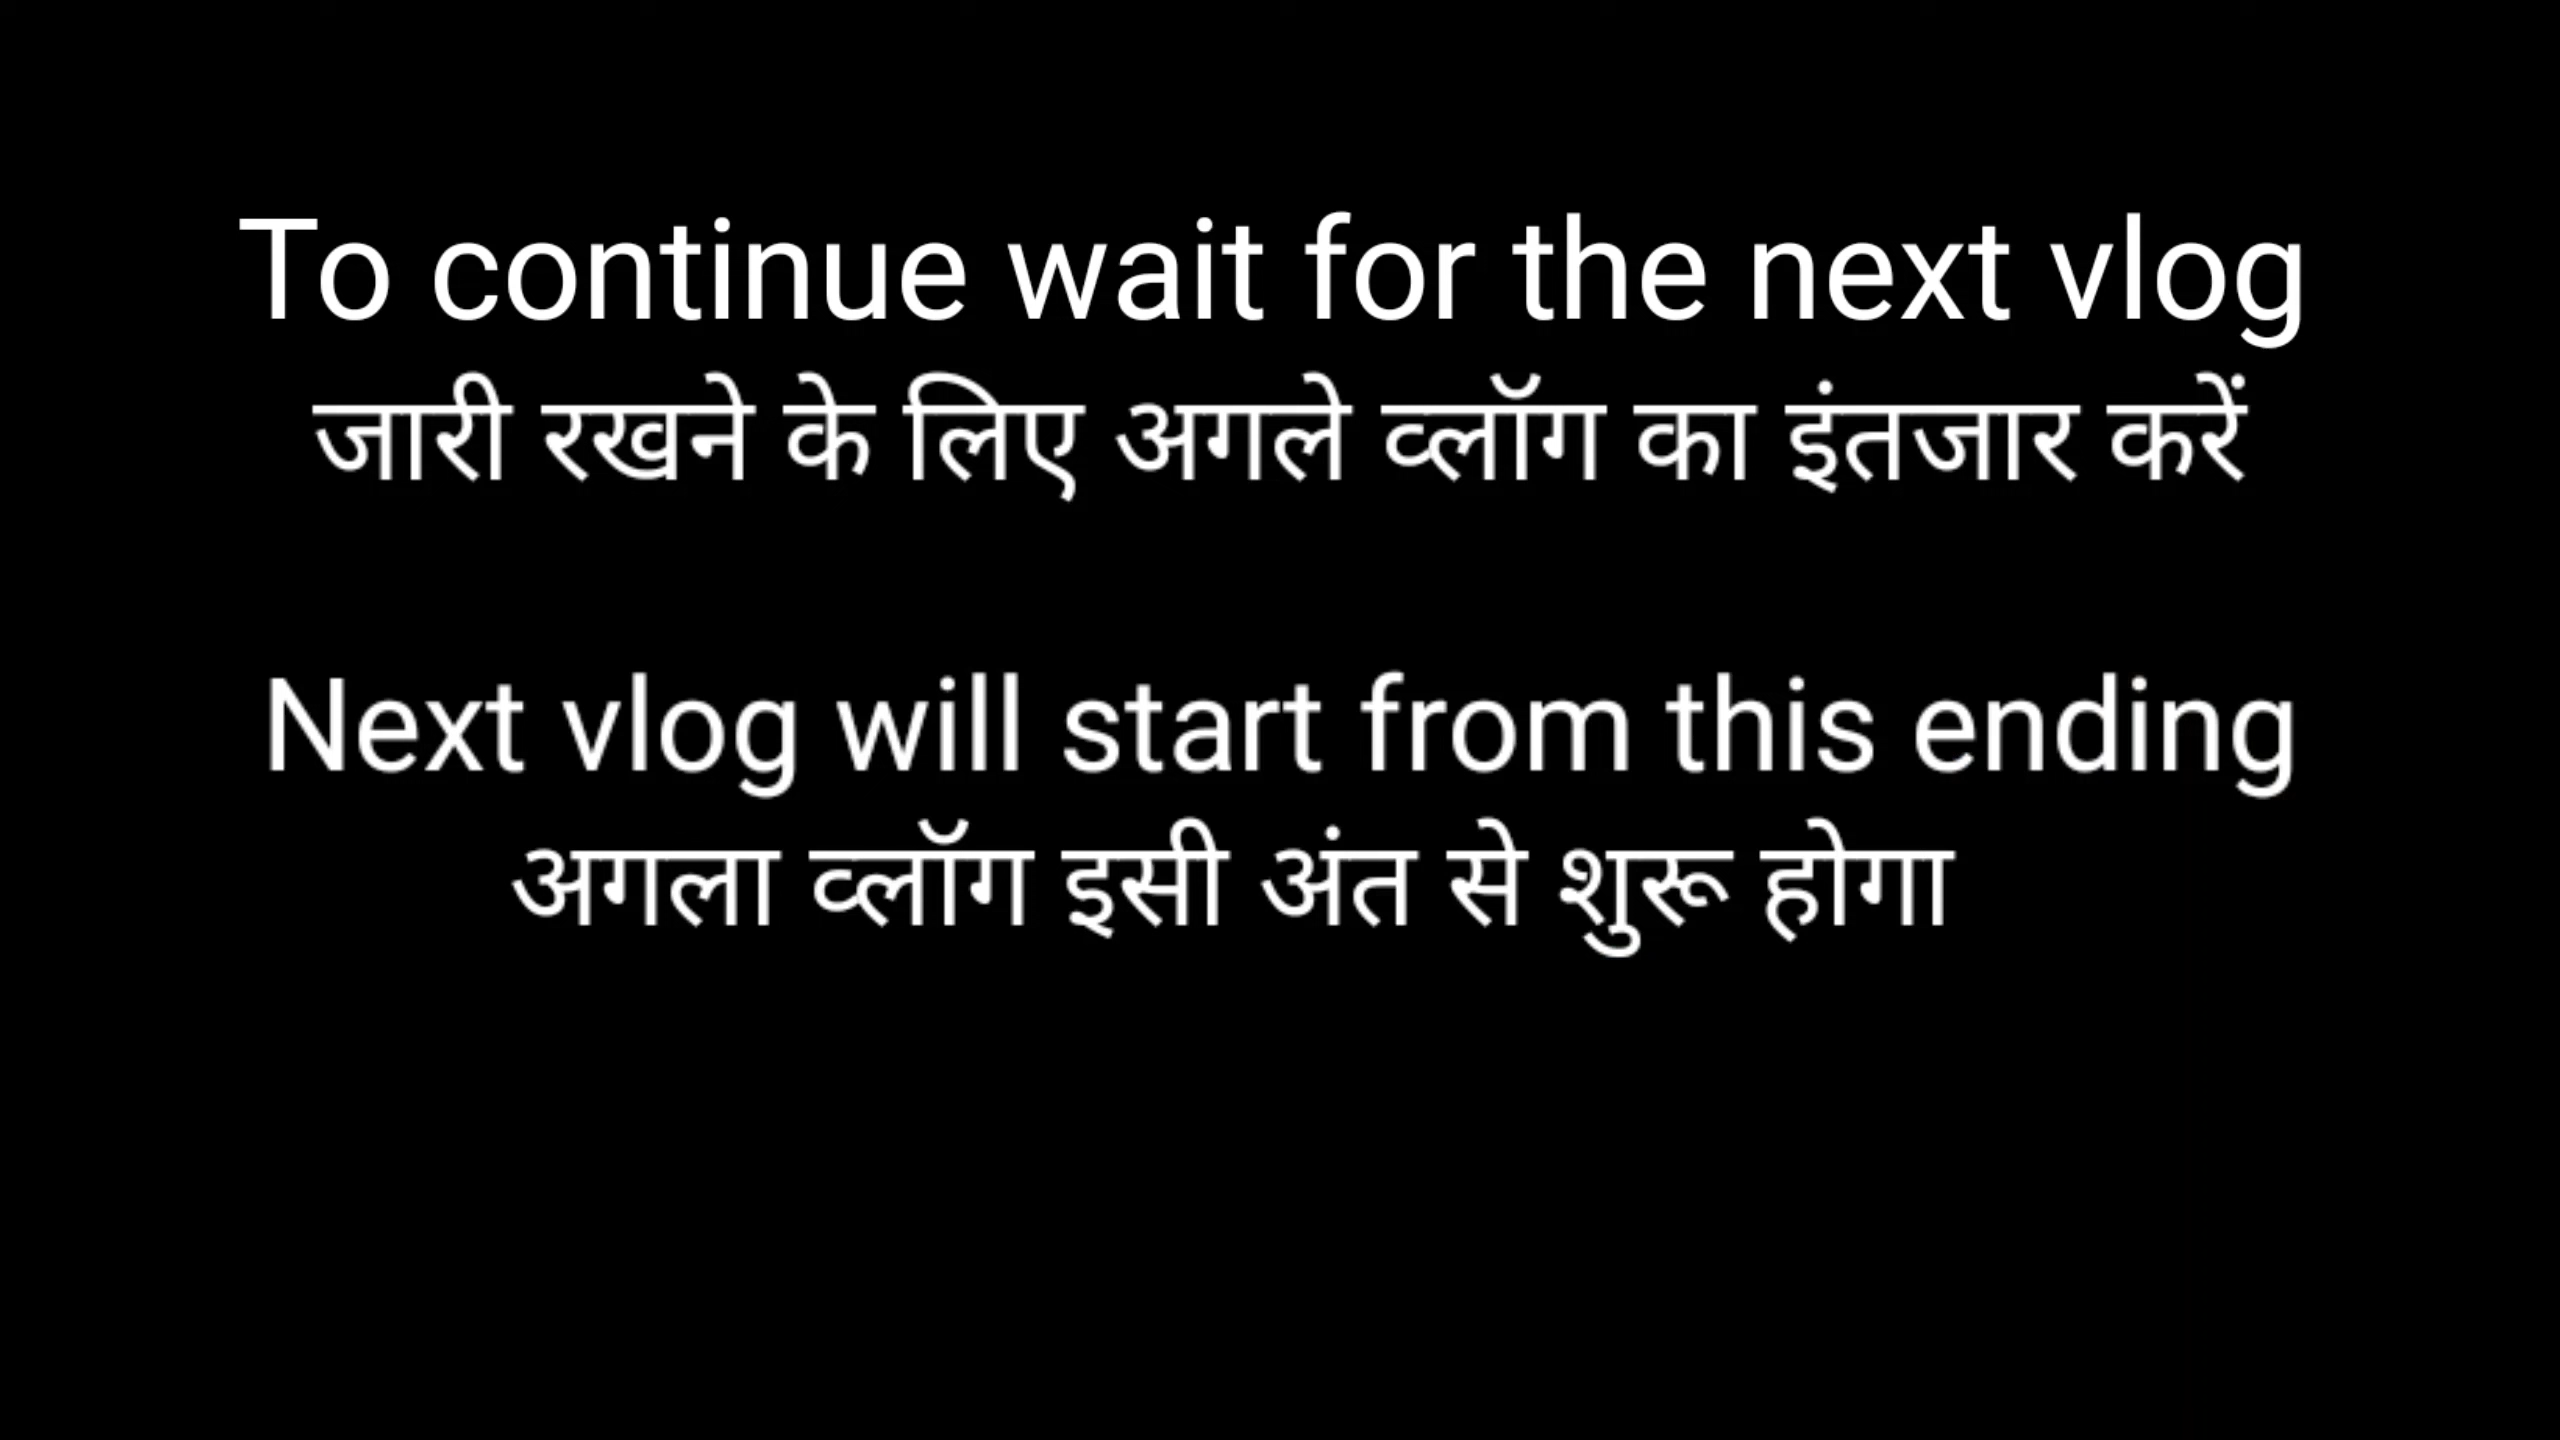 To continue wait for the next vlog
जारी रखने के लिए अगले व्लॉग का इंतजार करें
Next vlog will start from this ending
अगला व्लॉग इसी अंत से शुरू होगा